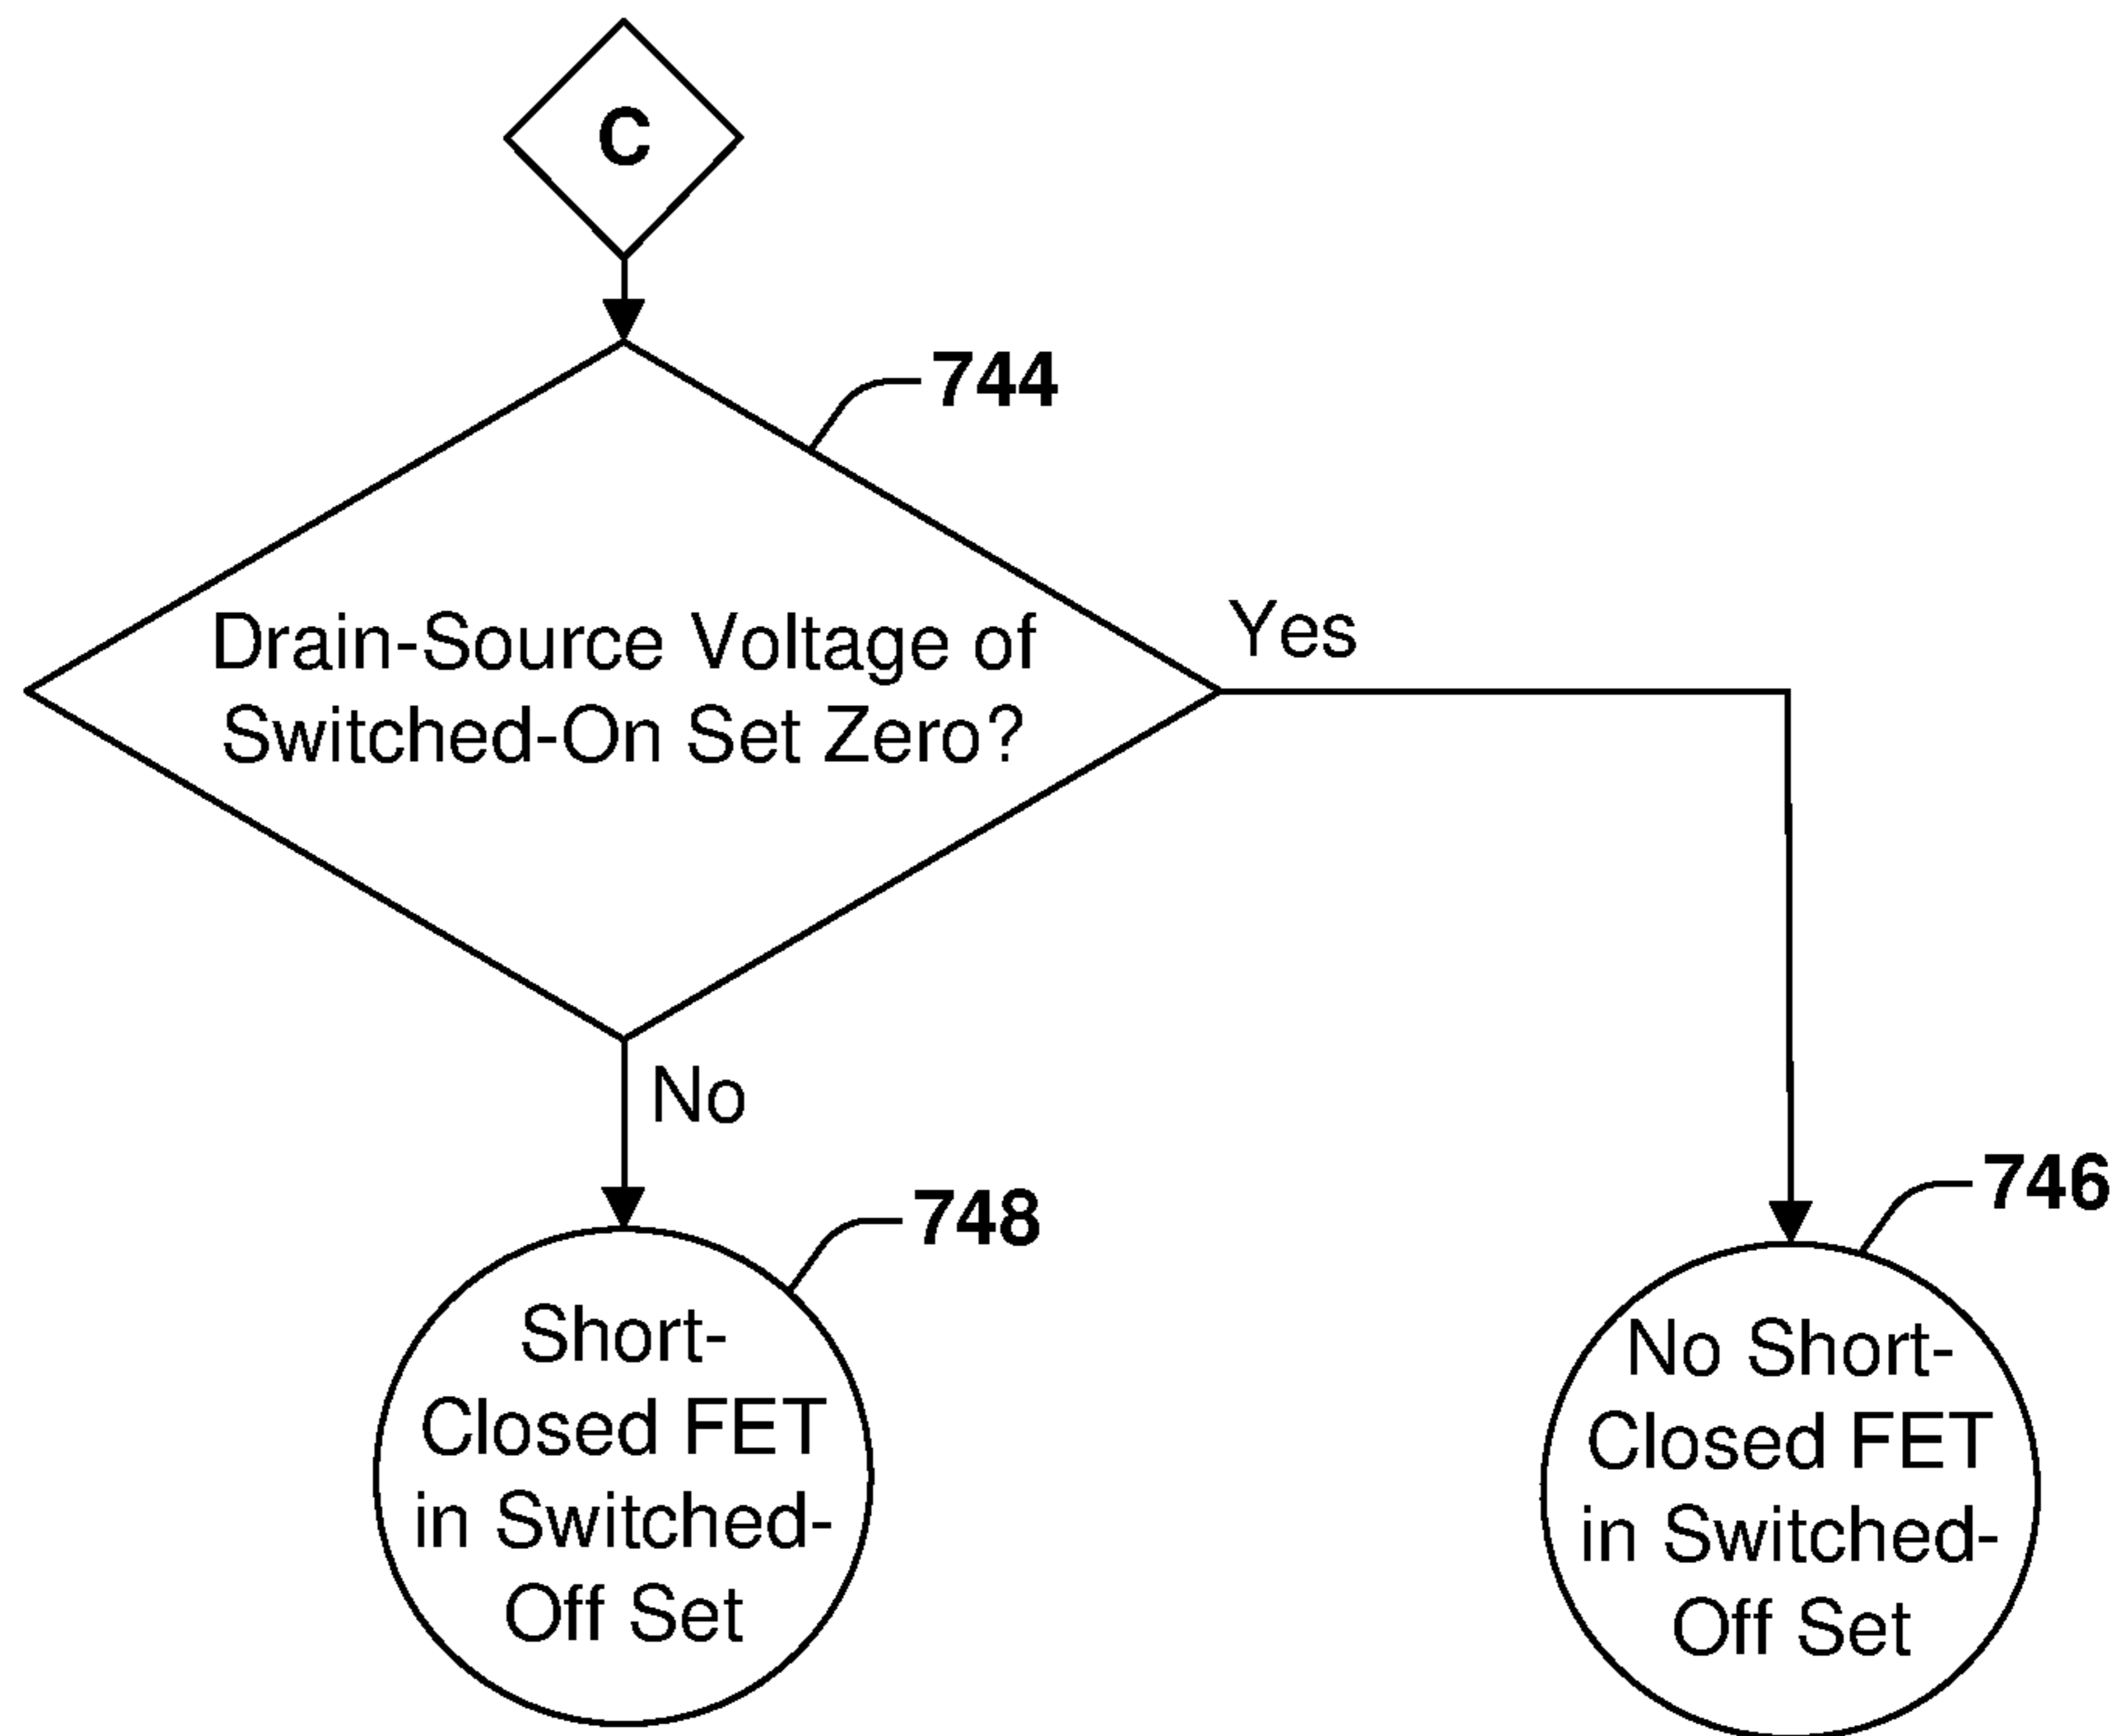 C
744
Drain-Source Voltage of
Switched-On Set Zero?
Yes
No
748
Short-
Closed FET
in Switched-
Off Set
746
No Short-
Closed FET
in Switched-
Off Set